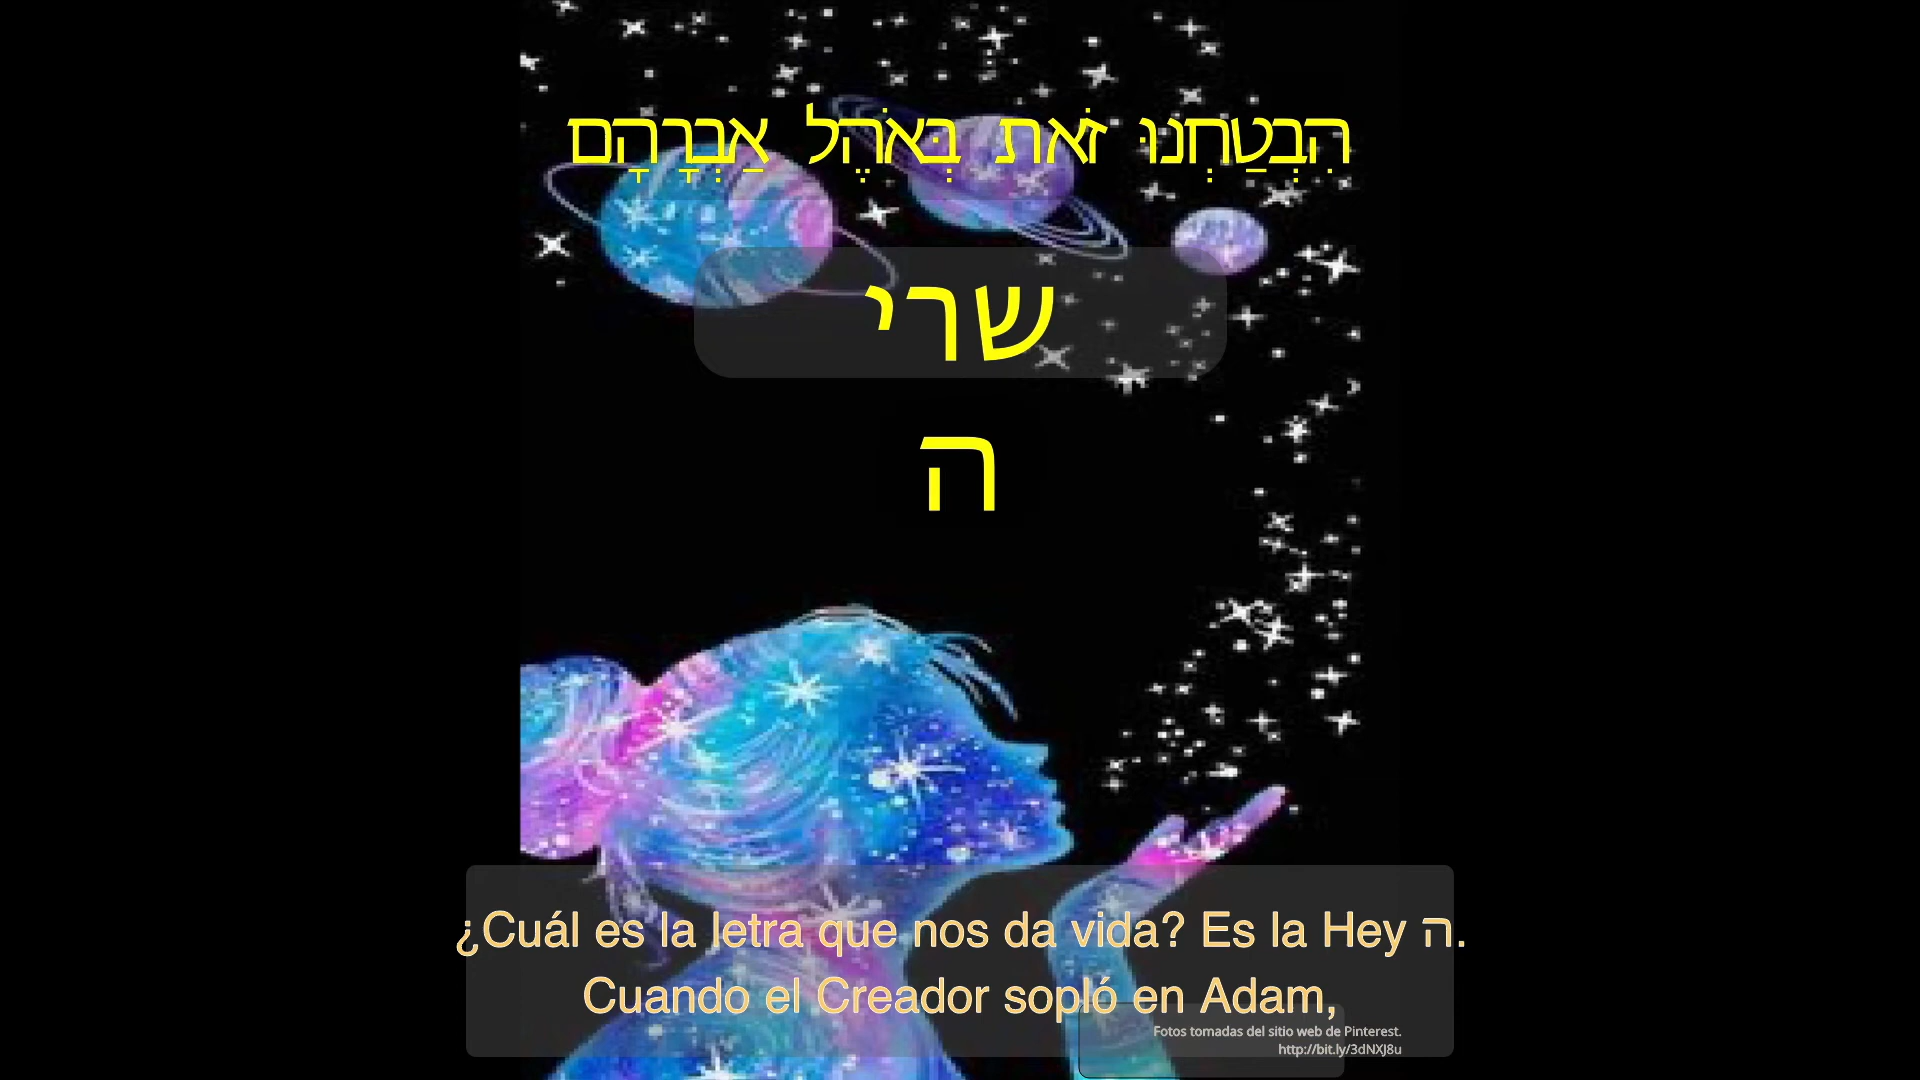 הִבְטַחְנוּ זֹאת בְּאֹהֶל אַבְרָהָם
שרי
ה
¿Cuál es la letra que nos da vida? Es la Hey ה.
Cuando el Creador sopló en Adam,
Fotos tomadas del sitio web de Pinterest.
http://bit.ly/3dNXJ8u